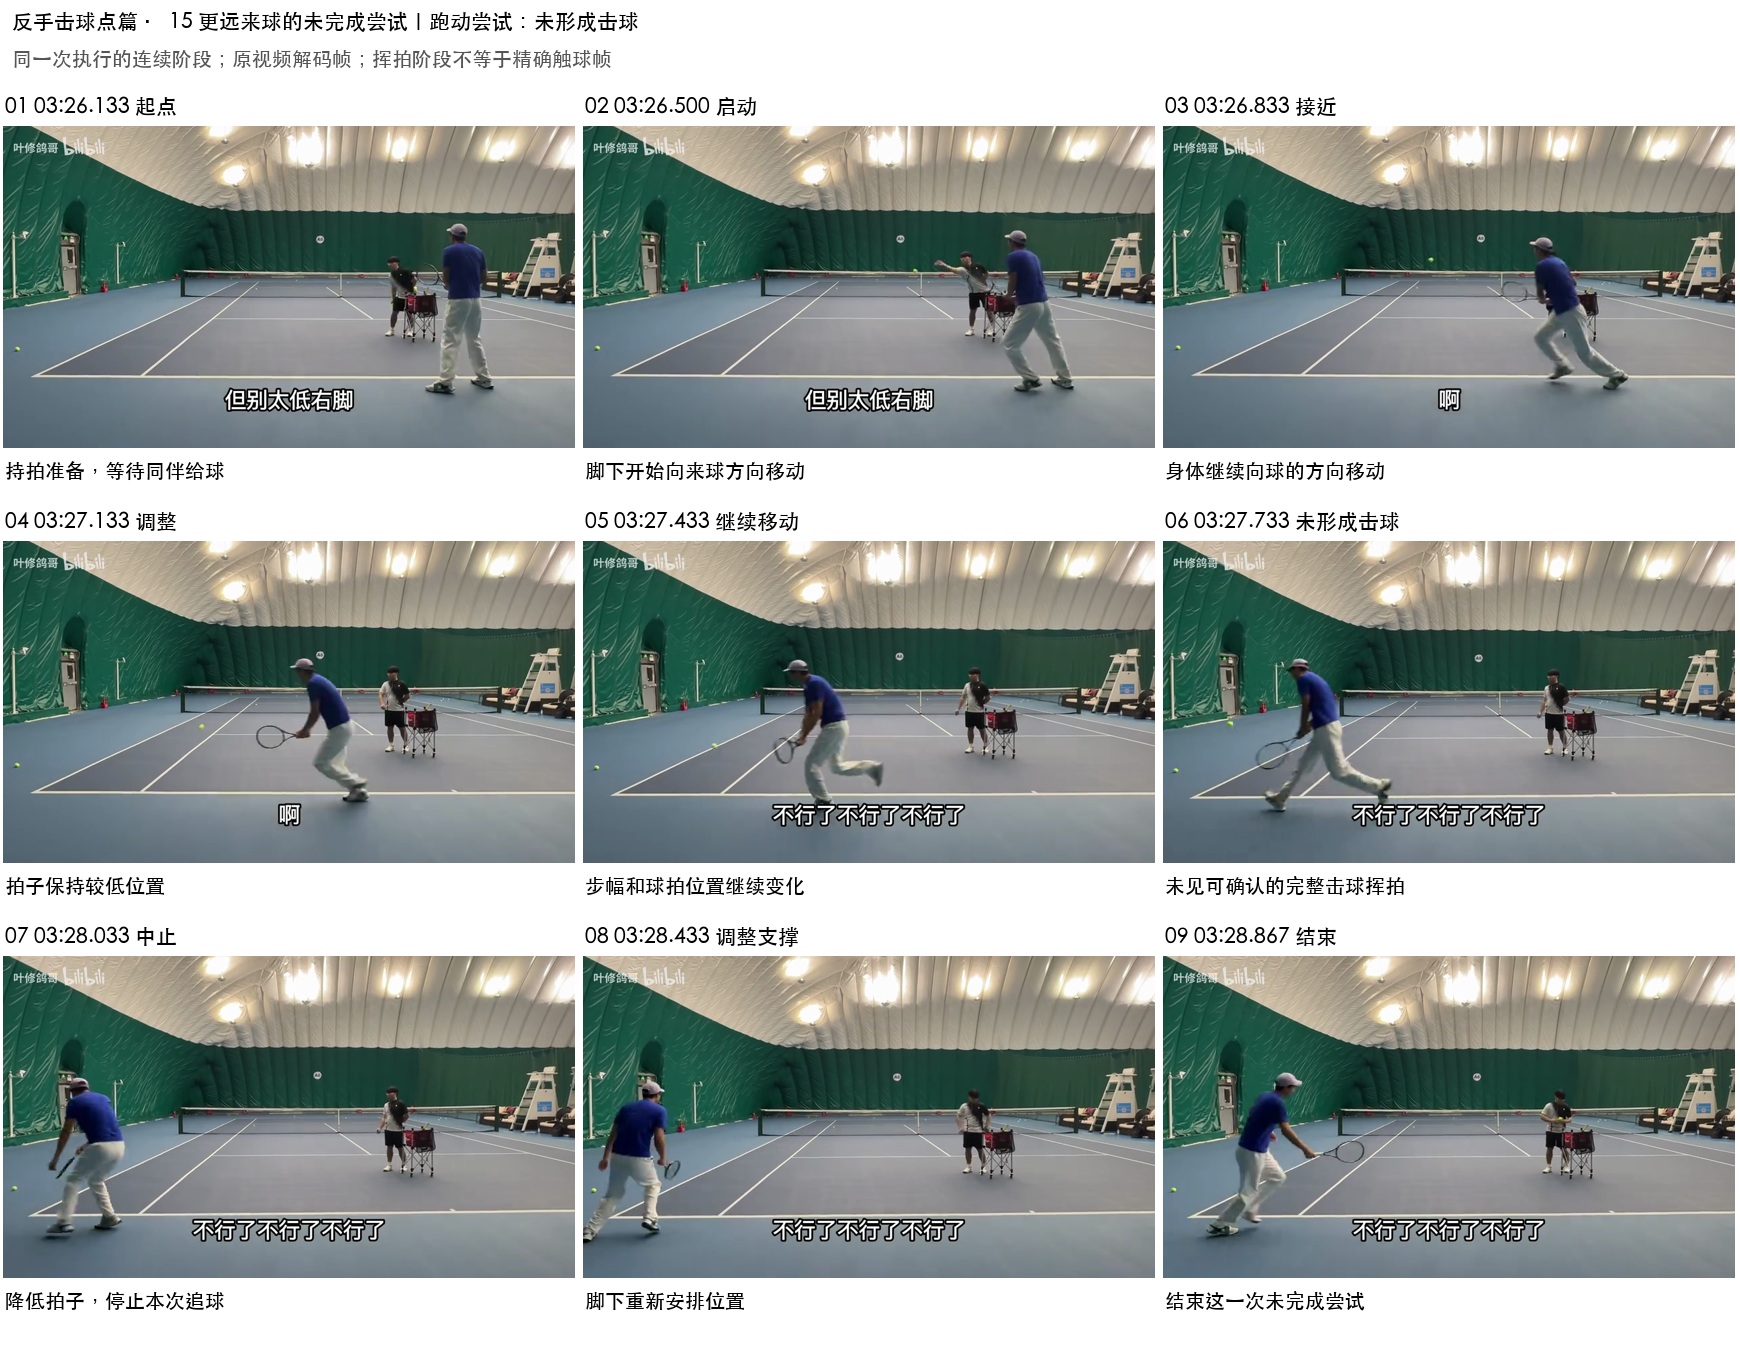 反手击球点篇· 15 更远来球的未完成尝试丨跑动尝试：未形成击球
同一次执行的连续阶段；原视频解码帧；挥拍阶段不等于精确触球帧
01 03:26.133 起点
02 03:26.500 启动
03 03:26.833 接近
叶修鸽哥 bilibili
叶修鸽哥 bilibili
叶修鸽哥 bilibili
但别太低右脚
但别太低右脚
啊
持拍准备，等待同伴给球
脚下开始向来球方向移动
身体继续向球的方向移动
04 03:27.133 调整
05 03:27.433 继续移动
06 03:27.733 未形成击球
叶修鸽哥 bilibili
叶修鸽哥 bilibili
叶修鸽哥 bilibili
啊
不行了不行了不行了
不行了不行了不行了
拍子保持较低位置
步幅和球拍位置继续变化
未见可确认的完整击球挥拍
07 03:28.033 中止
08 03:28.433 调整支撑
09 03:28.867 结束
叶修鸽哥 bilibili
叶修鸽哥 bilibili
叶修鸽哥 bilibili
不行了不行了不行了
不行了不行了不行了
不行了不行了不行了
降低拍子，停止本次追球
脚下重新安排位置
结束这一次未完成尝试